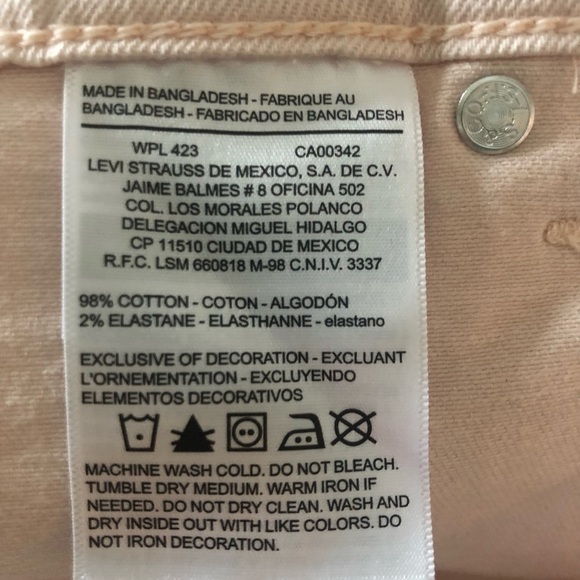 MADE IN BANGLADESH - FABRIQUE AU
BANGLADESH - FABRICADO EN BANGLADESH
WPL 423 CA00342
LEVI STRAUSS DE MEXICO, S.A. DE C.V.
JAIME BALMES # 8 OFICINA 502
COL. LOS MORALES POLANCO
DELEGACION MIGUEL HIDALGO
CP 11510 CIUDAD DE MEXICO
R.F.C. LSM 660818 M-98 C.N.I.V. 3337
98% COTTON - COTON - ALGODÓN
2% ELASTANE - ELASTHANNE - elastano
EXCLUSIVE OF DECORATION - EXCLUANT
L'ORNEMENTATION - EXCLUYENDO
ELEMENTOS DECORATIVOS
MACHINE WASH COLD. DO NOT BLEACH.
TUMBLE DRY MEDIUM. WARM IRON IF
NEEDED. DO NOT DRY CLEAN. WASH AND
DRY INSIDE OUT WITH LIKE COLORS. DO
NOT IRON DECORATION.